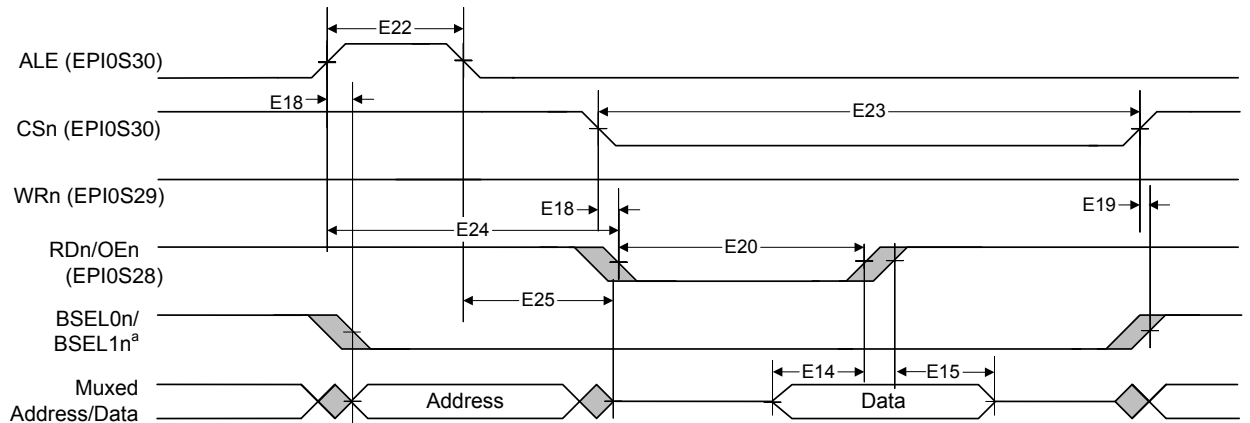 E22
ALE (EPI0S30)
E18
E23
CSn (EPI0S30)
WRn (EPI0S29)
E18
E19
E24
RDn/OEn
(EPI0S28)
E20
E25
BSEL0n/
BSEL1nᵃ
E14
E15
Muxed
Address/Data
Address
Data